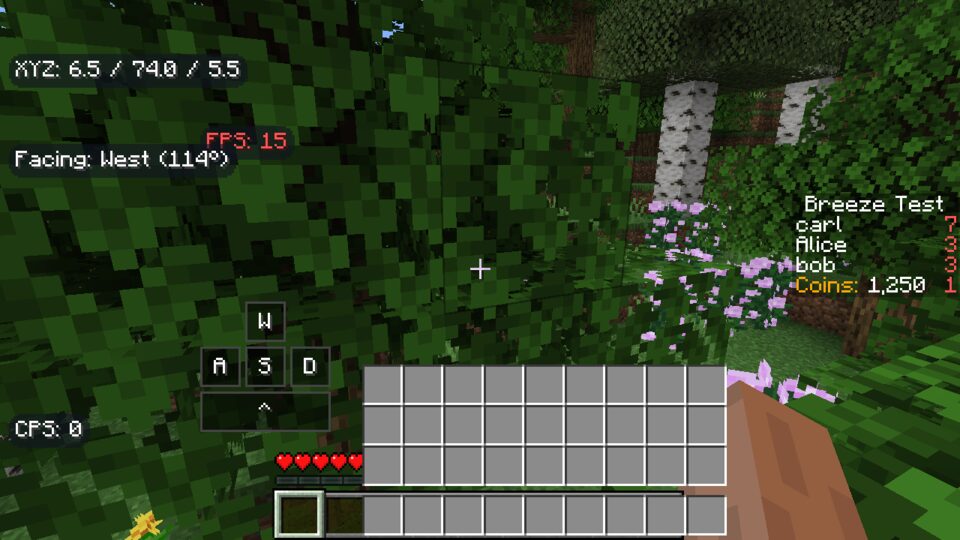 XYZ: 6.5 / 74.0 / 5.5
FPS: 15
Facing: West (114º)
Breeze Test
carl 7
Alice 3
bob 3
Coins: 1,250 1
W
A S D
^
CPS: 0